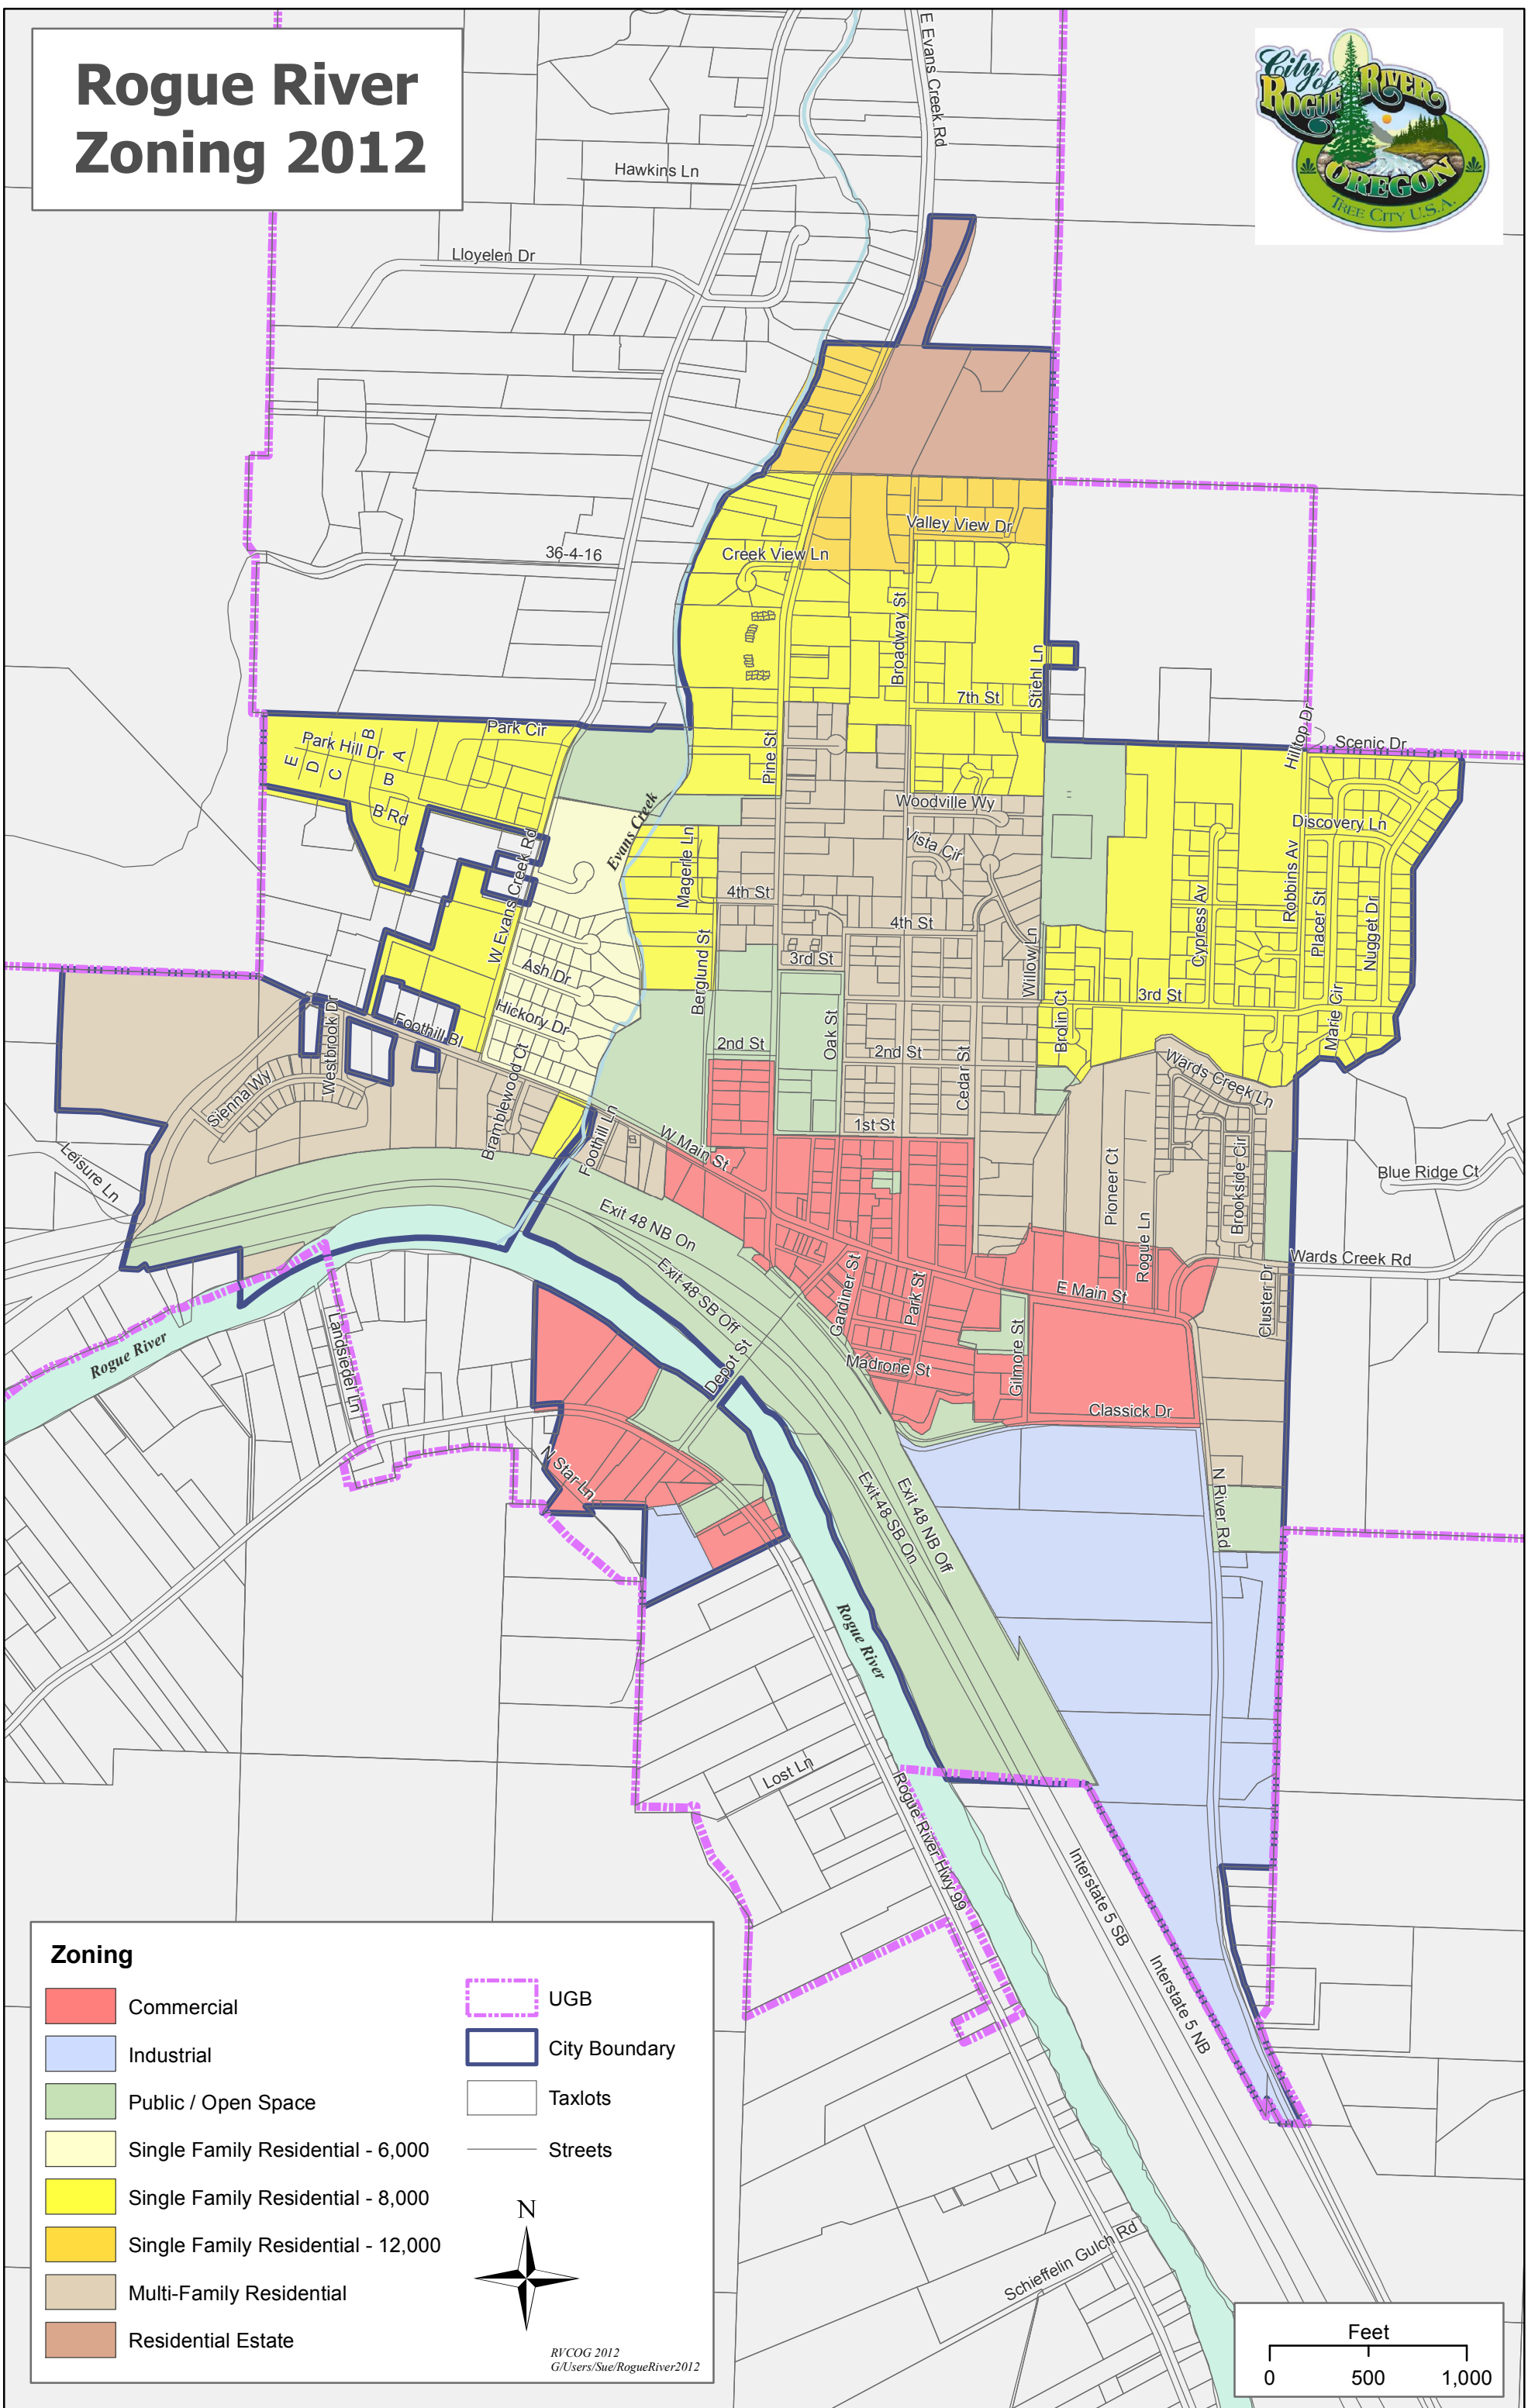 Rogue River
Zoning 2012
City
of
ROGUE
RIVER
OREGON
TREE CITY U.S.A.
E Evans Creek Rd
Hawkins Ln
Lloyelen Dr
36-4-16
Valley View Dr
Creek View Ln
Broadway St
Stiehl Ln
7th St
Pine St
Park Cir
Park Hill Dr
E
D
C
B
A
B
B Rd
Hilltop Dr
Scenic Dr
Woodville Wy
Vista Cir
Discovery Ln
Evans Creek
Magerle Ln
W Evans Creek Rd
4th St
4th St
3rd St
Robbins Av
Cypress Av
Placer St
Nugget Dr
Willow Ln
Berglund St
Ash Dr
Hickory Dr
Foothill Bl
3rd St
Brolin Ct
Marie Cir
Oak St
2nd St
2nd St
Cedar St
Westbrook Dr
Sienna Wy
Bramblewood Ct
Wards Creek Ln
1st St
W Main St
Foothill Ln
Leisure Ln
Pioneer Ct
Rogue Ln
Brookside Cir
Blue Ridge Ct
Exit 48 NB On
Exit 48 SB Off
Wards Creek Rd
Gardiner St
Park St
E Main St
Cluster Dr
Rogue River
Landsiedel Ln
Depot St
Madrone St
Gilmore St
Classick Dr
N Star Ln
Exit 48 SB On
Exit 48 NB Off
N River Rd
Rogue River
Lost Ln
Rogue River Hwy 99
Interstate 5 SB
Interstate 5 NB
Schieffelin Gulch Rd
Zoning
Commercial
Industrial
Public / Open Space
Single Family Residential - 6,000
Single Family Residential - 8,000
Single Family Residential - 12,000
Multi-Family Residential
Residential Estate
UGB
City Boundary
Taxlots
Streets
N
RVCOG 2012
G/Users/Sue/RogueRiver2012
Feet
0 500 1,000